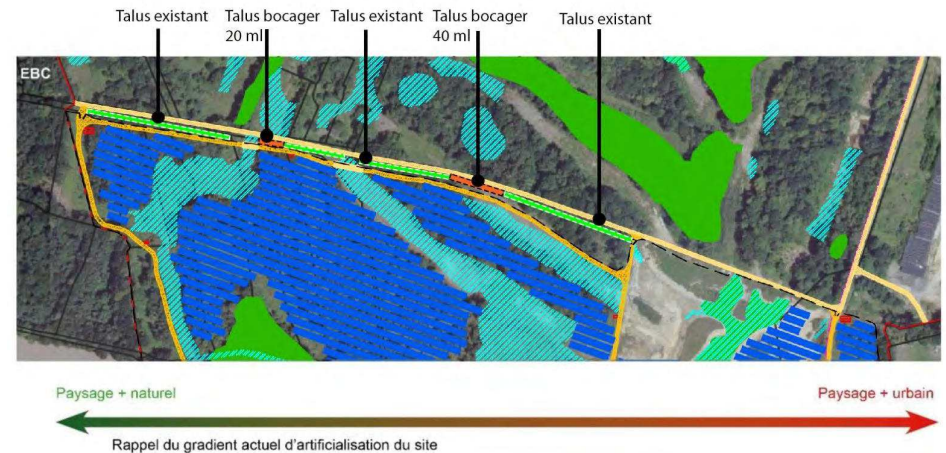 Talus existant
Talus bocager
20 ml
Talus existant
Talus bocager
40 ml
Talus existant
EBC
Paysage + naturel
Paysage + urbain
Rappel du gradient actuel d'artificialisation du site